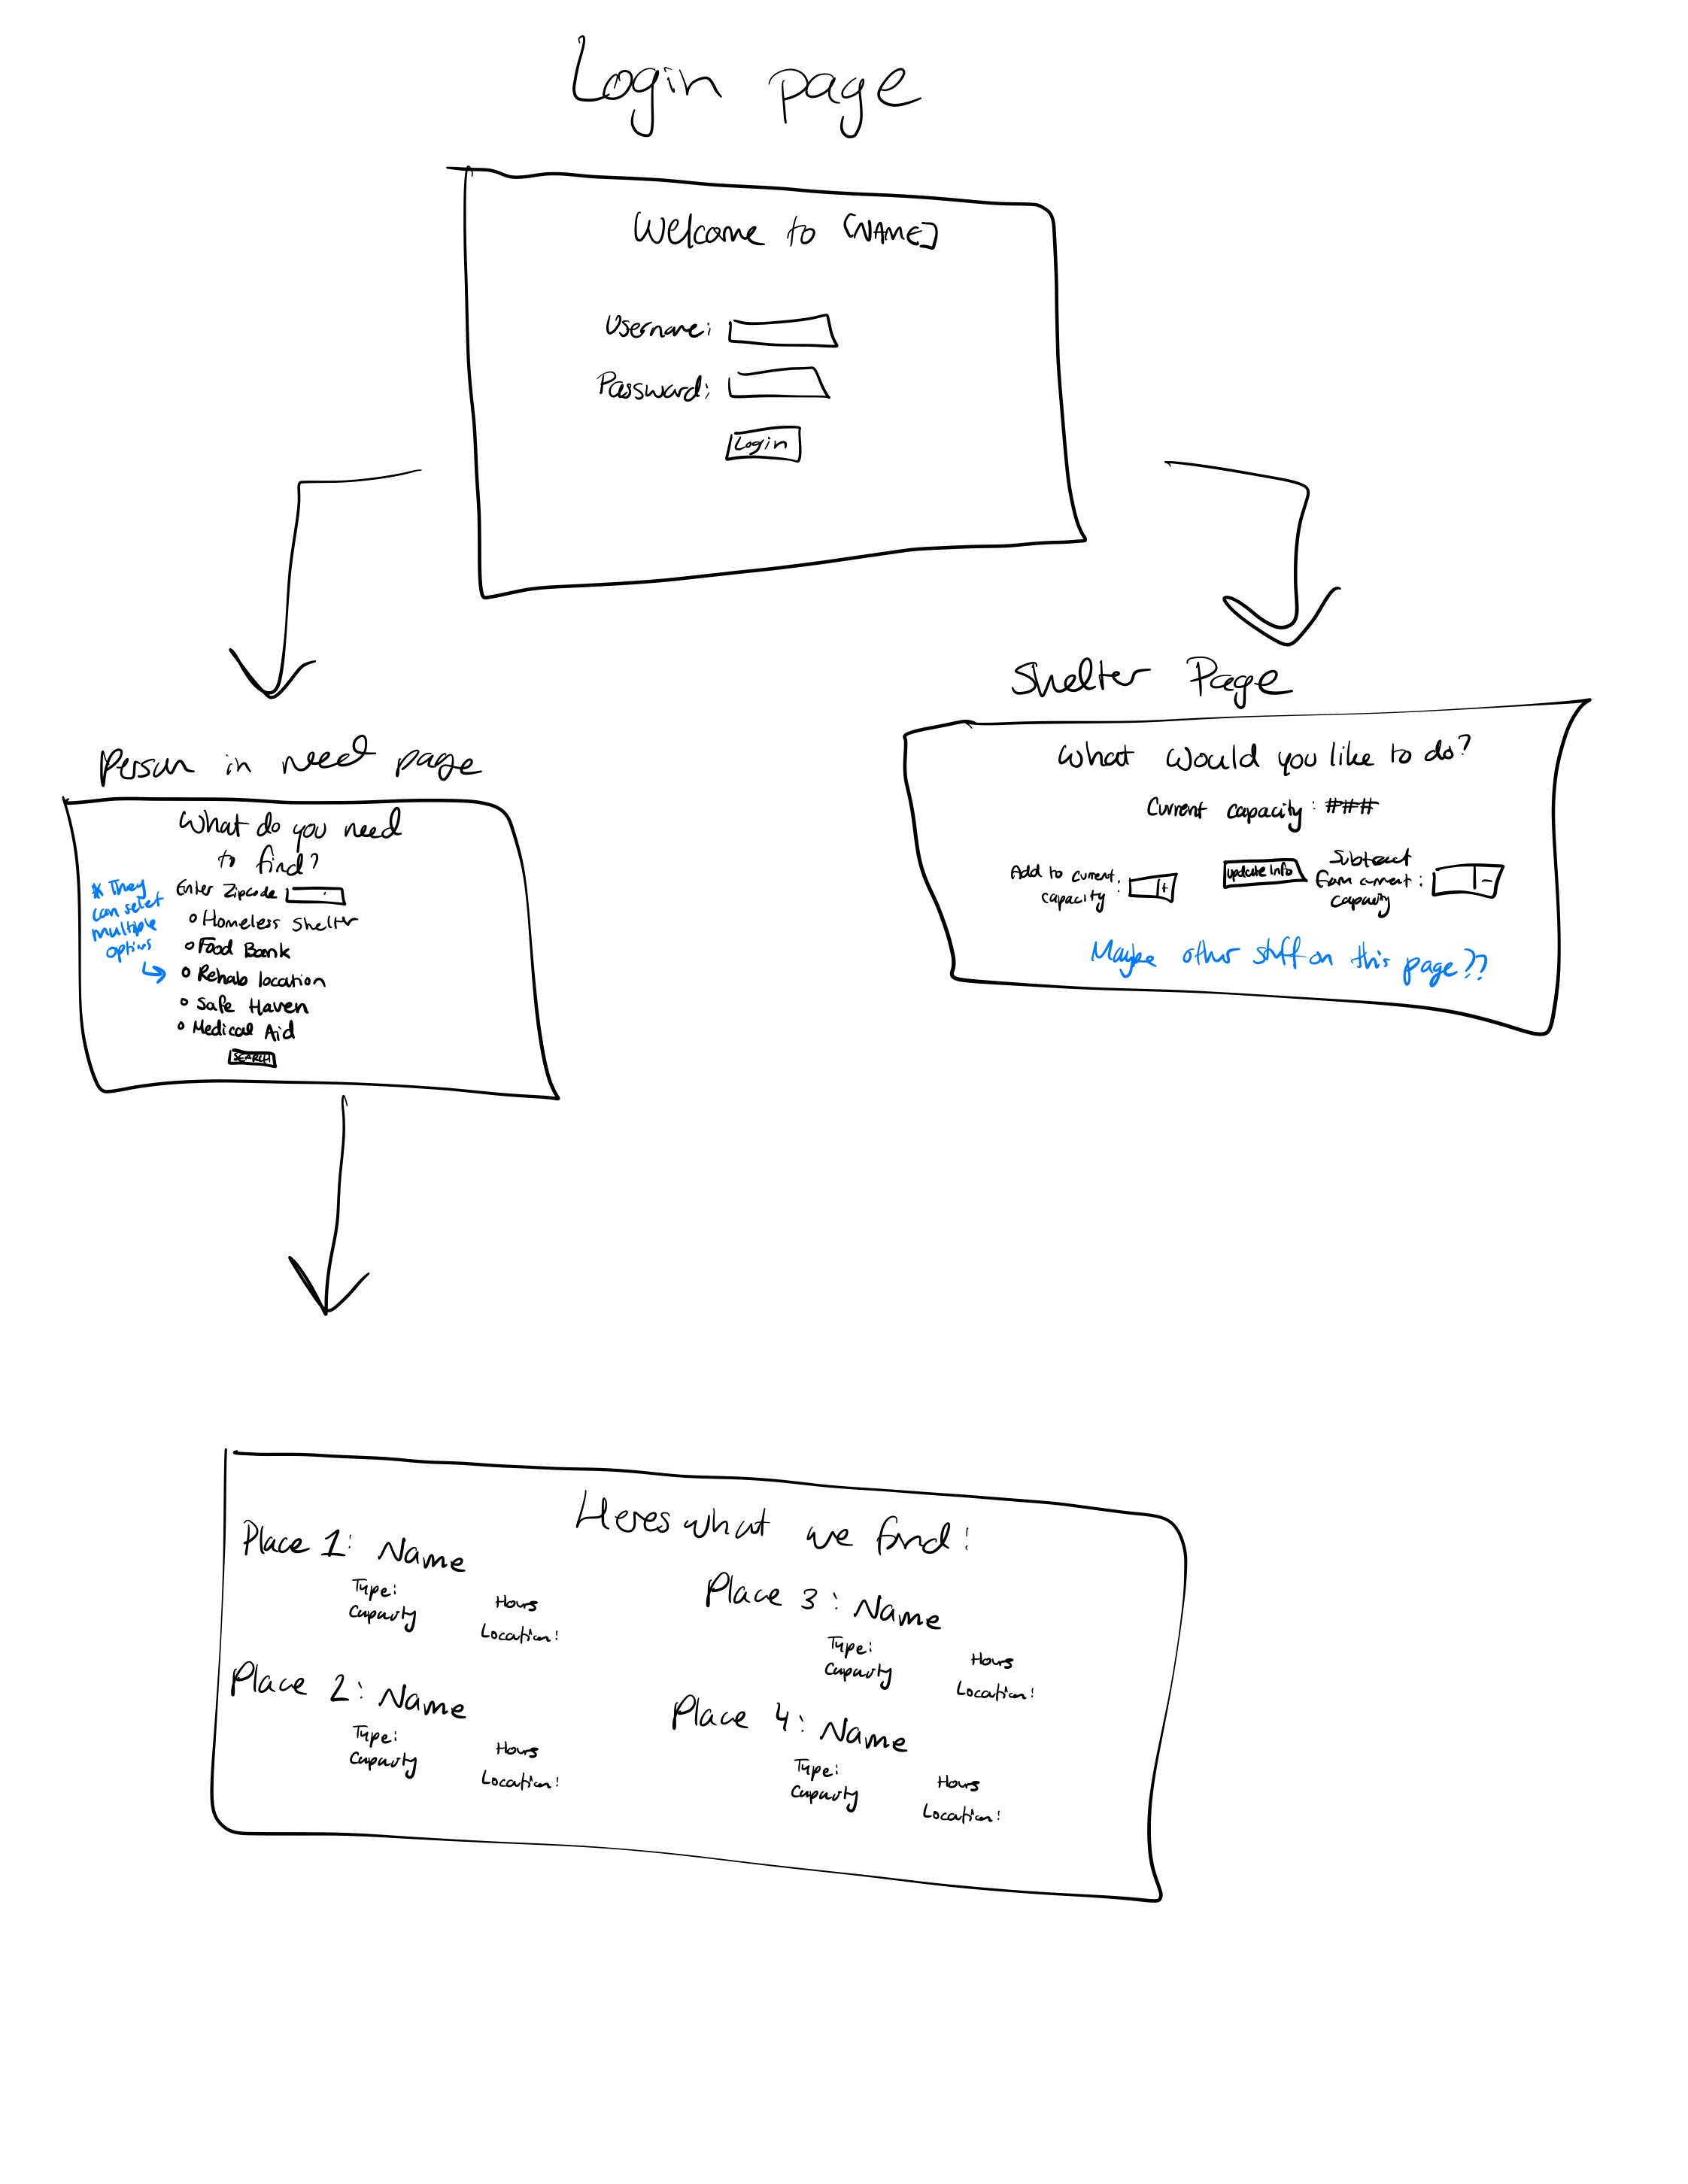 Login page
Welcome to [NAME]
Username:
Password:
Login
Person in need page
What do you need
to find?
* They
can select
multiple
options
Enter Zipcode
Homeless Shelter
Food Bank
Rehab location
Safe Haven
Medical Aid
SEARCH
Shelter Page
What would you like to do?
Current capacity: ###
Add to current
capacity:
+
update info
Subtract
from current:
capacity
-
Maybe other stuff on this page??
Heres what we find!
Place 1: Name
Type:
Capacity
Hours
Location:
Place 2: Name
Type:
Capacity
Hours
Location:
Place 3: Name
Type:
Capacity
Hours
Location:
Place 4: Name
Type:
Capacity
Hours
Location: